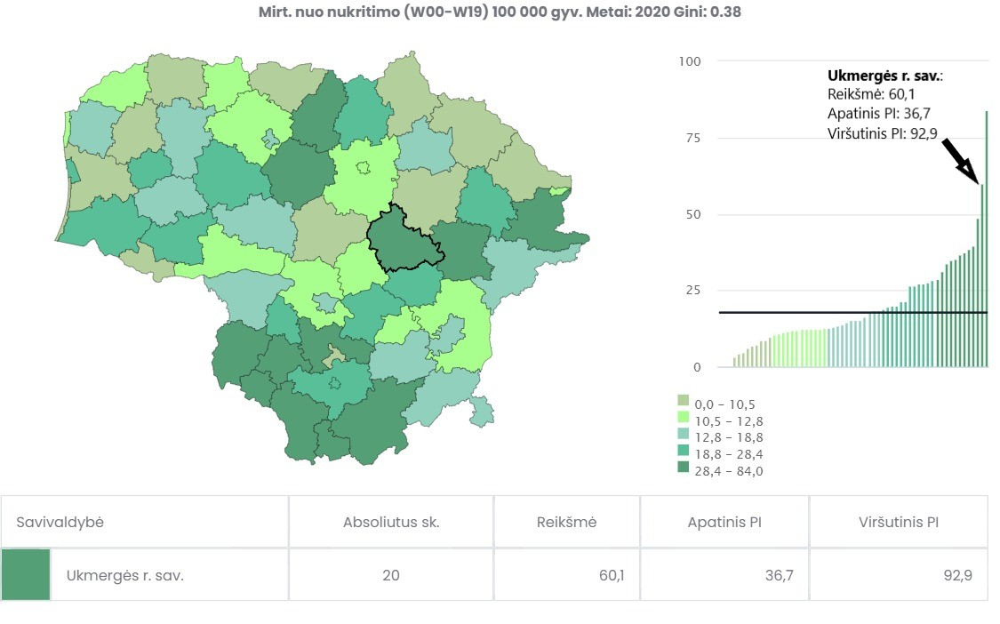 Mirt. nuo nukritimo (W00-W19) 100 000 gyv. Metai: 2020 Gini: 0.38
100
75
50
25
0
Ukmergės r. sav.:
Reikšmė: 60,1
Apatinis PI: 36,7
Viršutinis PI: 92,9
0,0 – 10,5
10,5 – 12,8
12,8 – 18,8
18,8 – 28,4
28,4 – 84,0
Savivaldybė Absoliutus sk. Reikšmė Apatinis PI Viršutinis PI
Ukmergės r. sav. 20 60,1 36,7 92,9